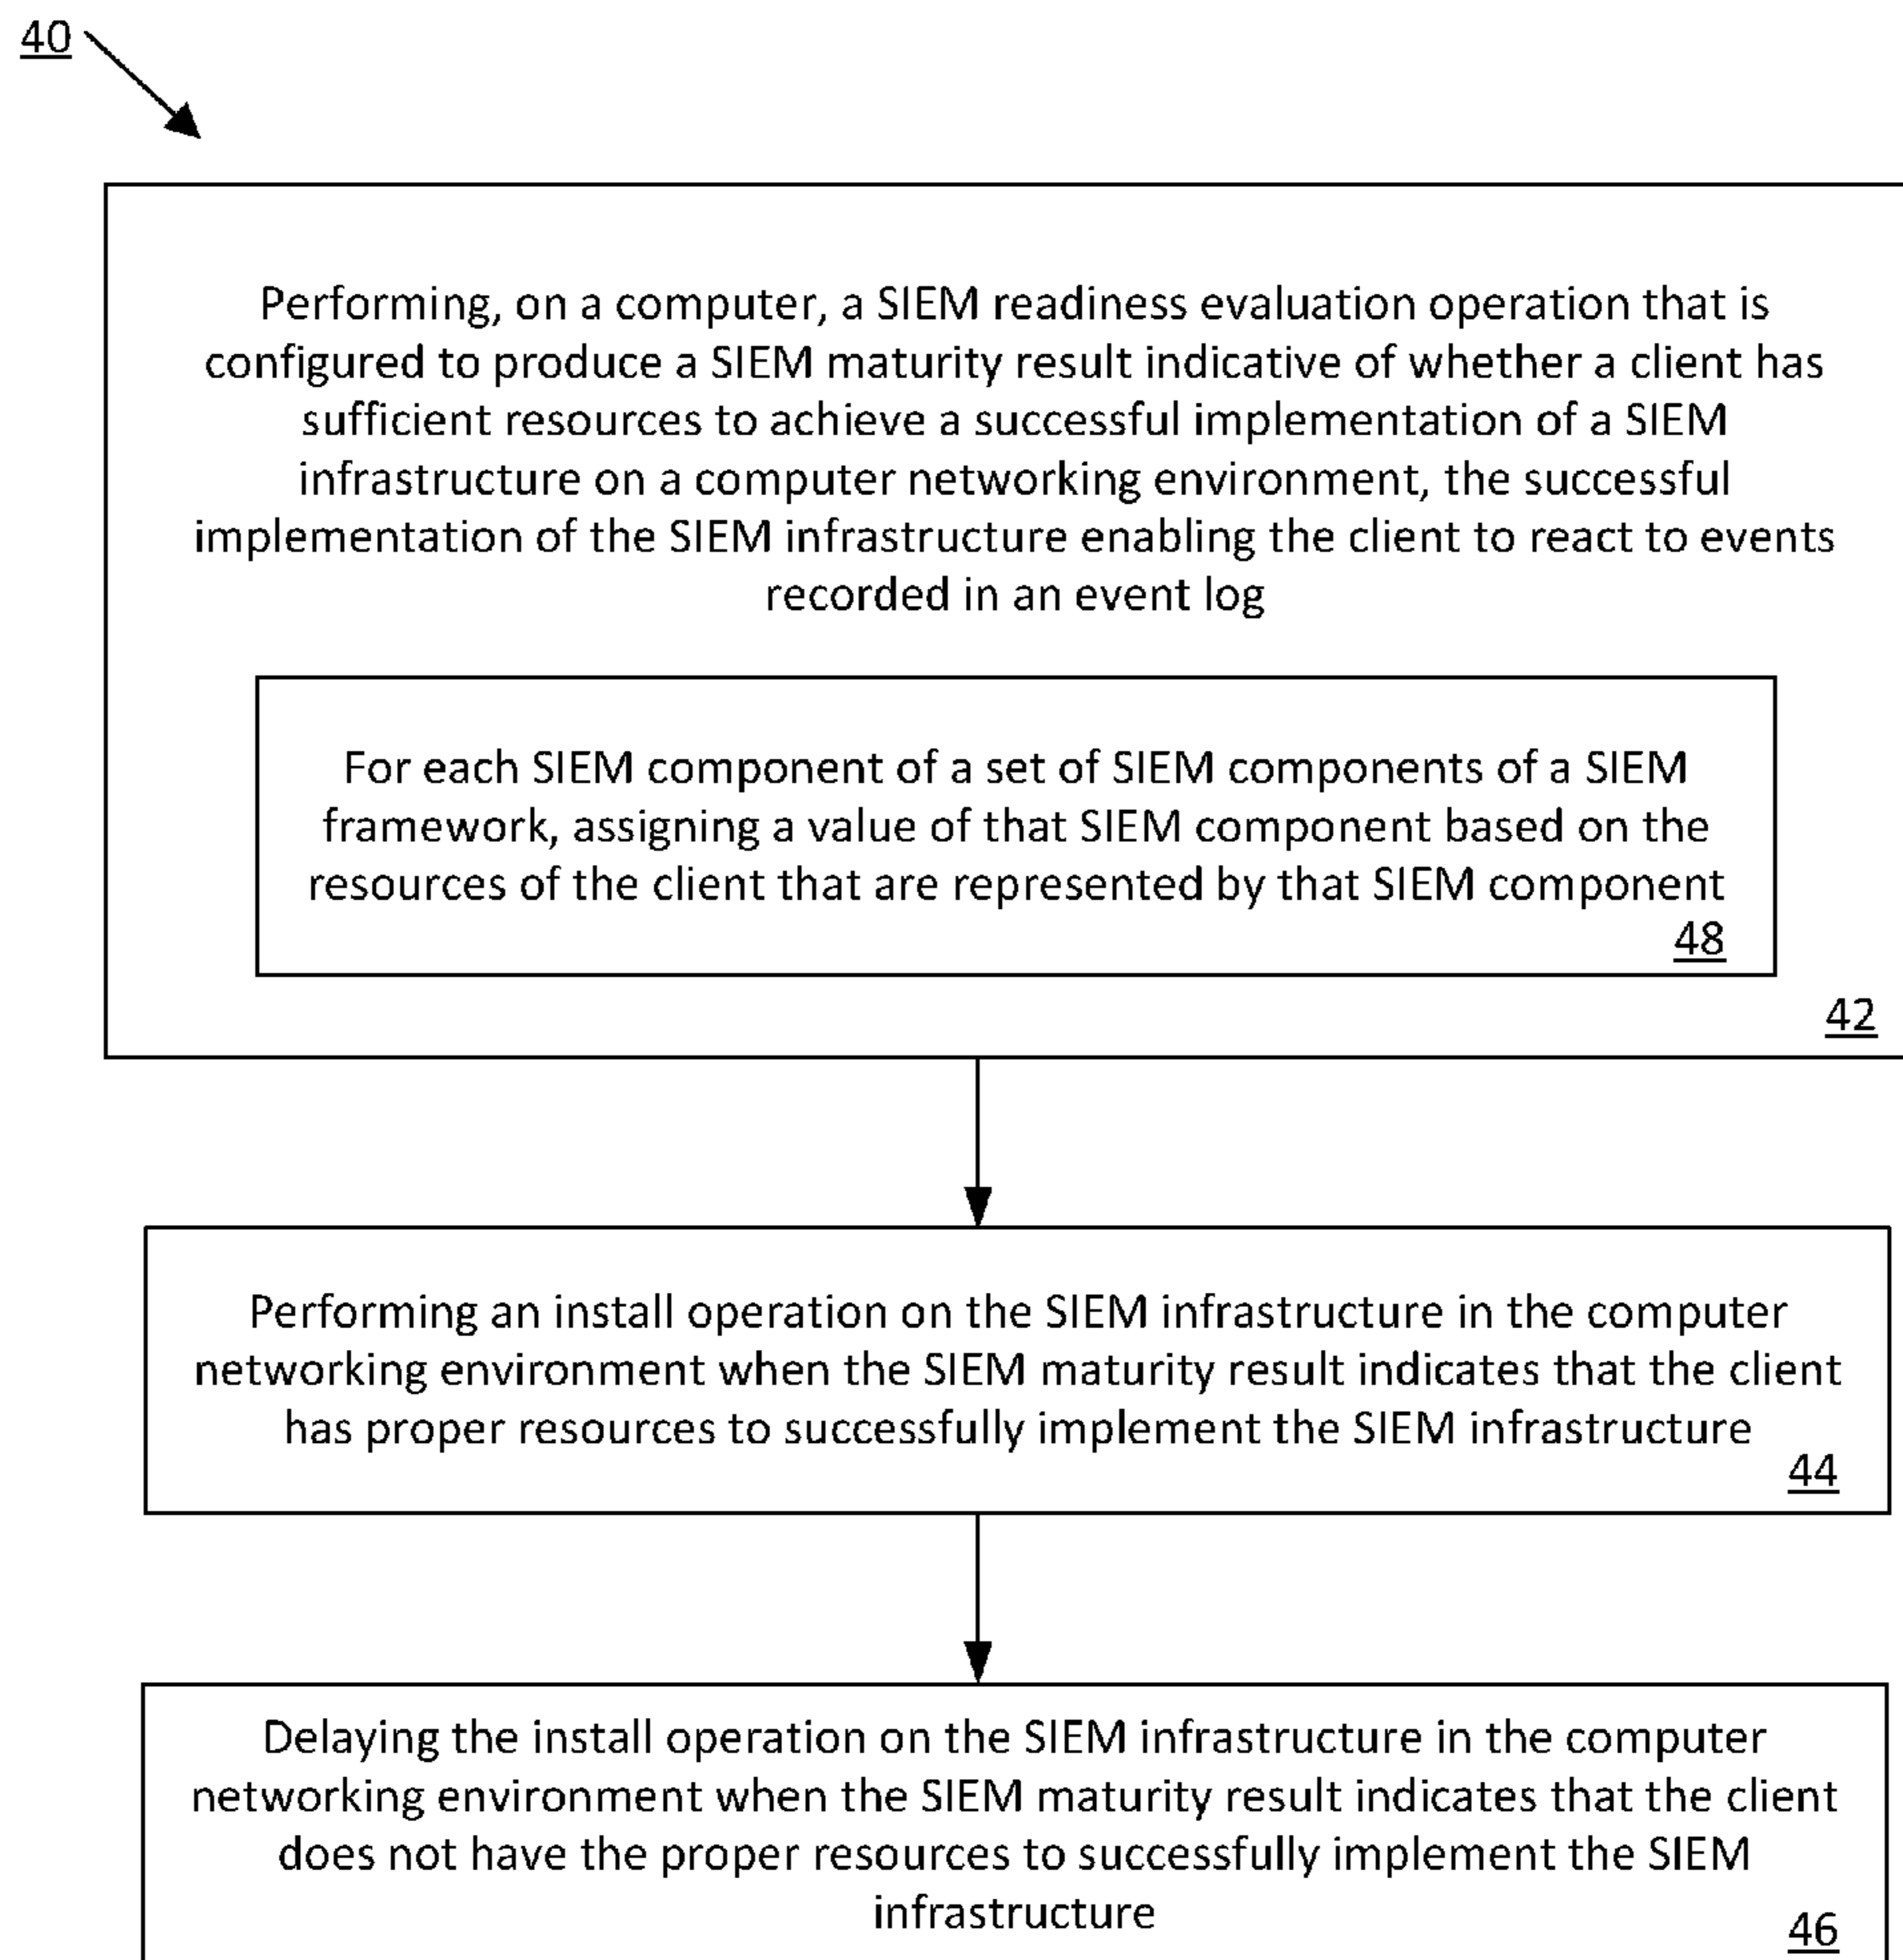 40
Performing, on a computer, a SIEM readiness evaluation operation that is
configured to produce a SIEM maturity result indicative of whether a client has
sufficient resources to achieve a successful implementation of a SIEM
infrastructure on a computer networking environment, the successful
implementation of the SIEM infrastructure enabling the client to react to events
recorded in an event log
For each SIEM component of a set of SIEM components of a SIEM
framework, assigning a value of that SIEM component based on the
resources of the client that are represented by that SIEM component
48
42
Performing an install operation on the SIEM infrastructure in the computer
networking environment when the SIEM maturity result indicates that the client
has proper resources to successfully implement the SIEM infrastructure
44
Delaying the install operation on the SIEM infrastructure in the computer
networking environment when the SIEM maturity result indicates that the client
does not have the proper resources to successfully implement the SIEM
infrastructure
46